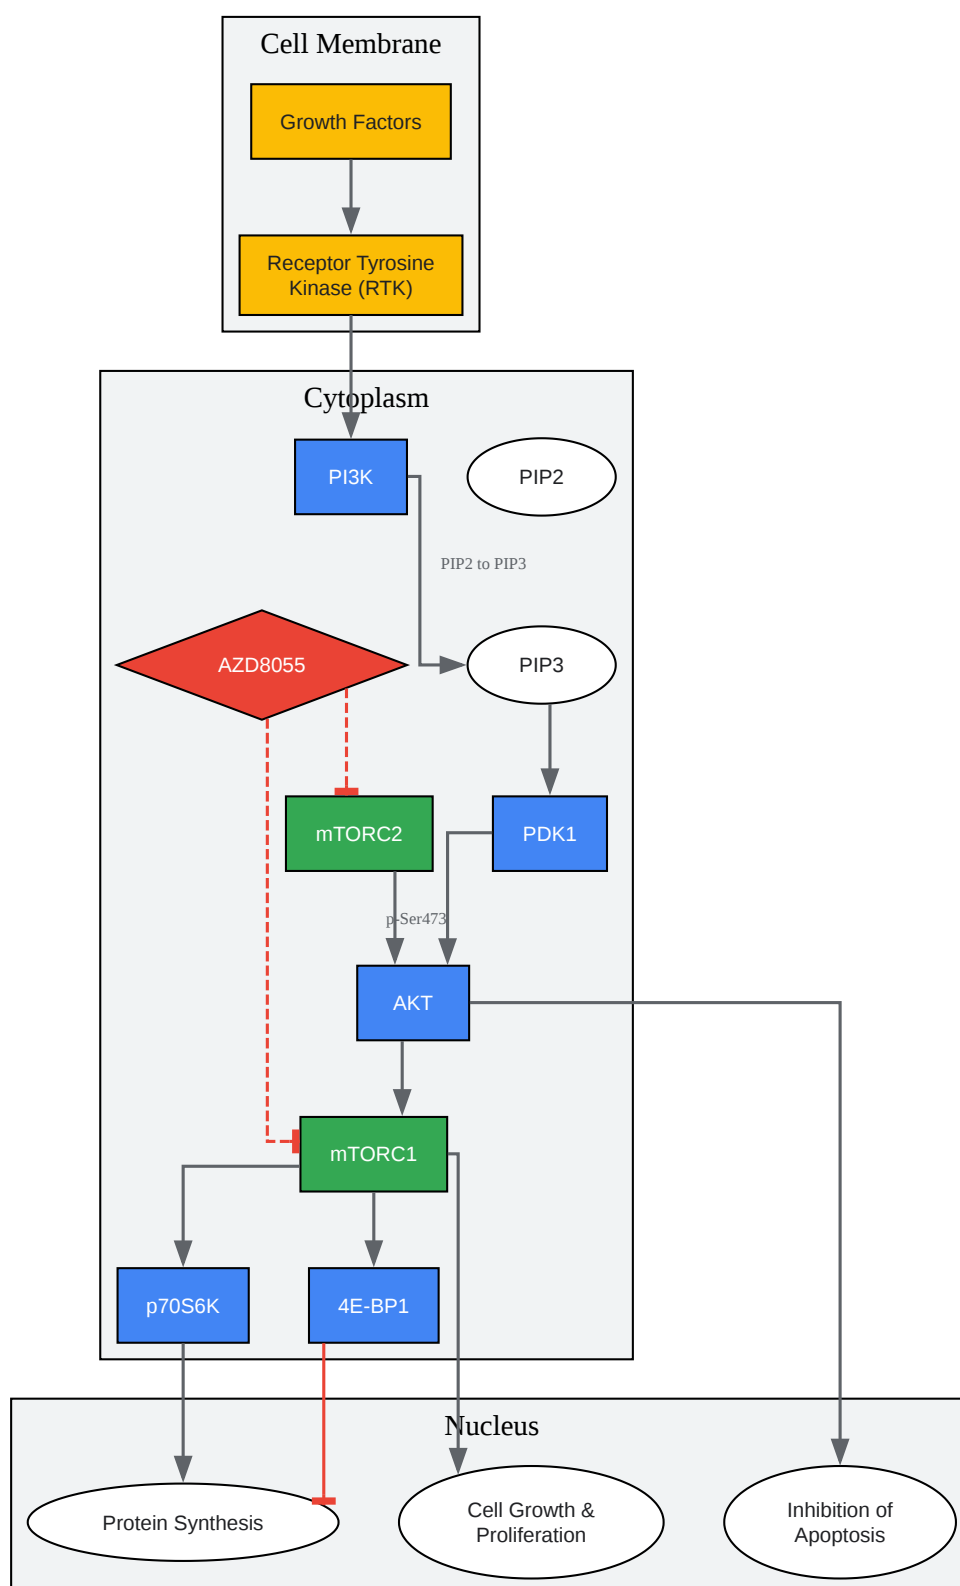 Cell Membrane
Growth Factors
Receptor Tyrosine
Kinase (RTK)
Cytoplasm
PI3K
PIP2
PIP2 to PIP3
AZD8055
PIP3
mTORC2
PDK1
p-Ser473
AKT
mTORC1
p70S6K
4E-BP1
Nucleus
Protein Synthesis
Cell Growth &
Proliferation
Inhibition of
Apoptosis